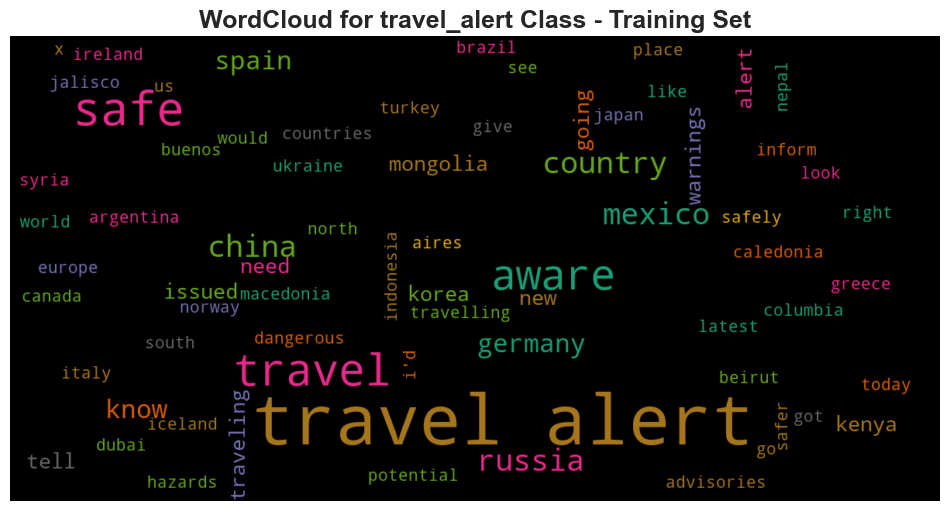 WordCloud for travel_alert Class - Training Set
x
ireland
brazil
place
spain
see
alert
nepal
jalisco
us
like
safe
turkey
going
japan
warnings
countries
give
would
buenos
ukraine
mongolia
country
inform
look
syria
world
argentina
north
mexico
safely
right
china
aires
caledonia
europe
need
indonesia
aware
greece
canada
issued
macedonia
korea
new
norway
travelling
columbia
latest
south
dangerous
germany
italy
travel
i'd
beirut
today
know
iceland
traveling
travel alert
safer
got
kenya
dubai
go
tell
russia
hazards
potential
advisories